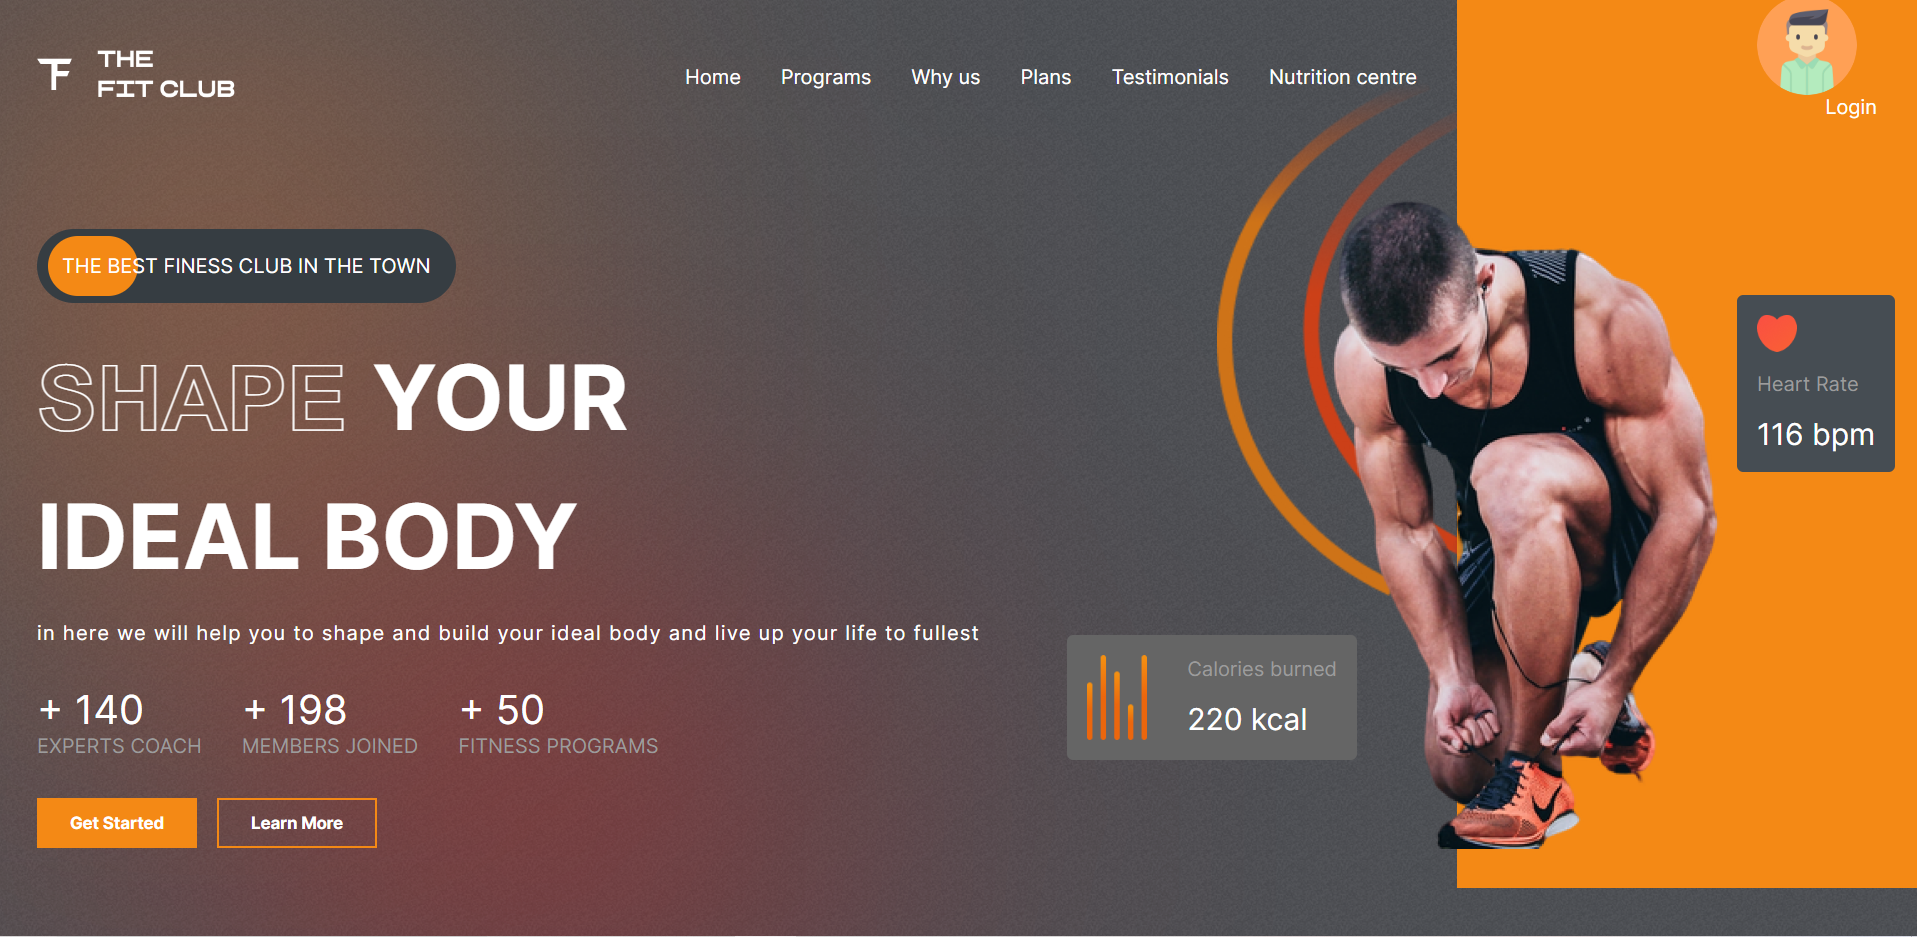 THE
FIT CLUB
Home
Programs
Why us
Plans
Testimonials
Nutrition centre
Login
THE BEST FINESS CLUB IN THE TOWN
SHAPE YOUR
IDEAL BODY
in here we will help you to shape and build your ideal body and live up your life to fullest
+ 140
EXPERTS COACH
+ 198
MEMBERS JOINED
+ 50
FITNESS PROGRAMS
Get Started
Learn More
Heart Rate
116 bpm
Calories burned
220 kcal